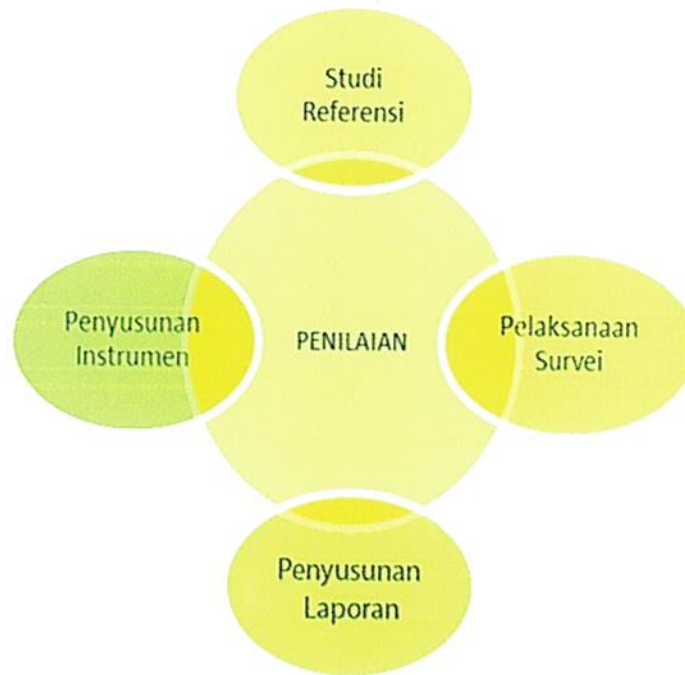 Studi
Referensi
Penyusunan
Instrumen
PENILAIAN
Pelaksanaan
Survei
Penyusunan
Laporan